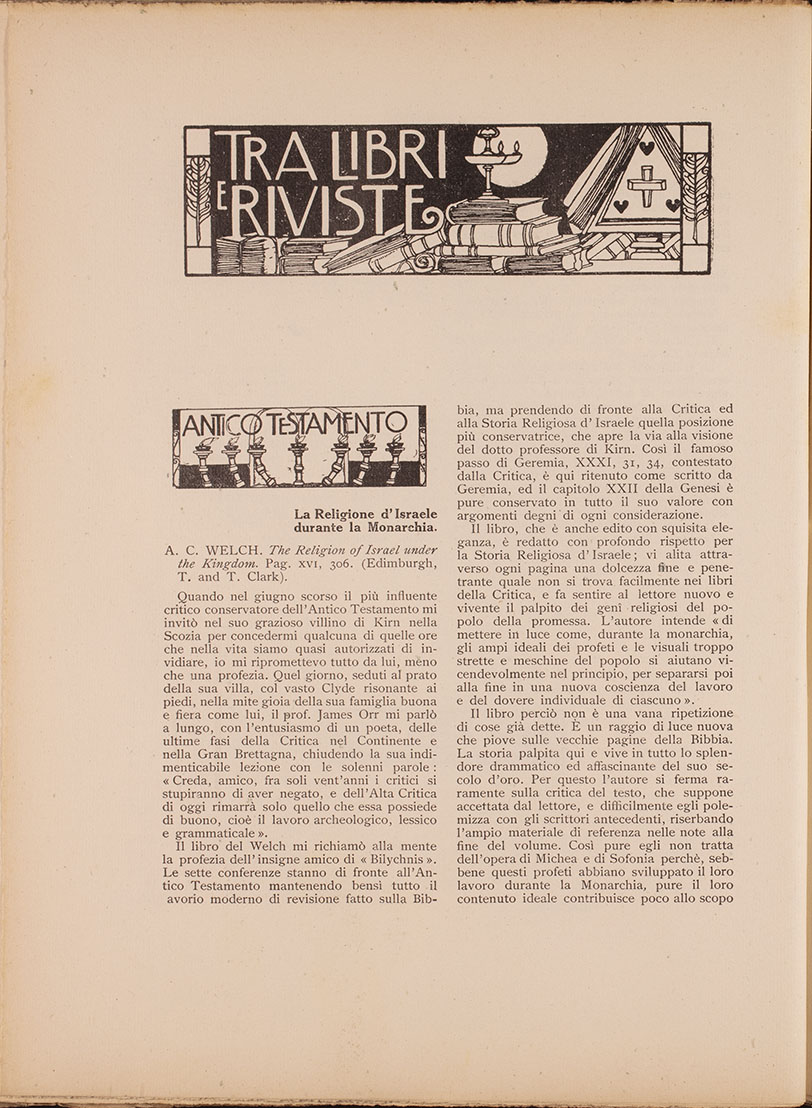 TRA LIBRI
E RIVISTE
ANTICO TESTAMENTO
La Religione d'Israele
durante la Monarchia.
A. C. WELCH. The Religion of Israel under
the Kingdom. Pag. XVI, 306. (Edimburgh,
T. and T. Clark).
Quando nel giugno scorso il più influente
critico conservatore dell'Antico Testamento mi
invitò nel suo grazioso villino di Kirn nella
Scozia per concedermi qualcuna di quelle ore
che nella vita siamo quasi autorizzati di in-
vidiare, io mi ripromettevo tutto da lui, meno
che una profezia. Quel giorno, seduti al prato
della sua villa, col vasto Clyde risonante ai
piedi, nella mite gioia della sua famiglia buona
e fiera come lui, il prof. James Orr mi parlò
a lungo, con l'entusiasmo di un poeta, delle
ultime fasi della Critica nel Continente e
nella Gran Brettagna, chiudendo la sua indi-
menticabile lezione con le solenni parole :
« Creda, amico, fra soli vent'anni i critici si
stupiranno di aver negato, e dell'Alta Critica
di oggi rimarrà solo quello che essa possiede
di buono, cioè il lavoro archeologico, lessico
e grammaticale ».
Il libro del Welch mi richiamò alla mente
la profezia dell'insigne amico di « Bilychnis ».
Le sette conferenze stanno di fronte all'An-
tico Testamento mantenendo bensì tutto il
avorio moderno di revisione fatto sulla Bib-
bia, ma prendendo di fronte alla Critica ed
alla Storia Religiosa d'Israele quella posizione
più conservatrice, che apre la via alla visione
del dotto professore di Kirn. Così il famoso
passo di Geremia, XXXI, 31, 34, contestato
dalla Critica, è qui ritenuto come scritto da
Geremia, ed il capitolo XXII della Genesi è
pure conservato in tutto il suo valore con
argomenti degni di ogni considerazione.
Il libro, che è anche edito con squisita ele-
ganza, è redatto con profondo rispetto per
la Storia Religiosa d'Israele ; vi alita attra-
verso ogni pagina una dolcezza fine e pene-
trante quale non si trova facilmente nei libri
della Critica, e fa sentire al lettore nuovo e
vivente il palpito dei genî religiosi del po-
polo della promessa. L'autore intende « di
mettere in luce come, durante la monarchia,
gli ampi ideali dei profeti e le visuali troppo
strette e meschine del popolo si aiutano vi-
cendevolmente nel principio, per separarsi poi
alla fine in una nuova coscienza del lavoro
e del dovere individuale di ciascuno ».
Il libro perciò non è una vana ripetizione
di cose già dette. È un raggio di luce nuova
che piove sulle vecchie pagine della Bibbia.
La storia palpita qui e vive in tutto lo splen-
dore drammatico ed affascinante del suo se-
colo d'oro. Per questo l'autore si ferma ra-
ramente sulla critica del testo, che suppone
accettata dal lettore, e difficilmente egli pole-
mizza con gli scrittori antecedenti, riserbando
l'ampio materiale di referenza nelle note alla
fine del volume. Così pure egli non tratta
dell'opera di Michea e di Sofonia perchè, seb-
bene questi profeti abbiano sviluppato il loro
lavoro durante la Monarchia, pure il loro
contenuto ideale contribuisce poco allo scopo